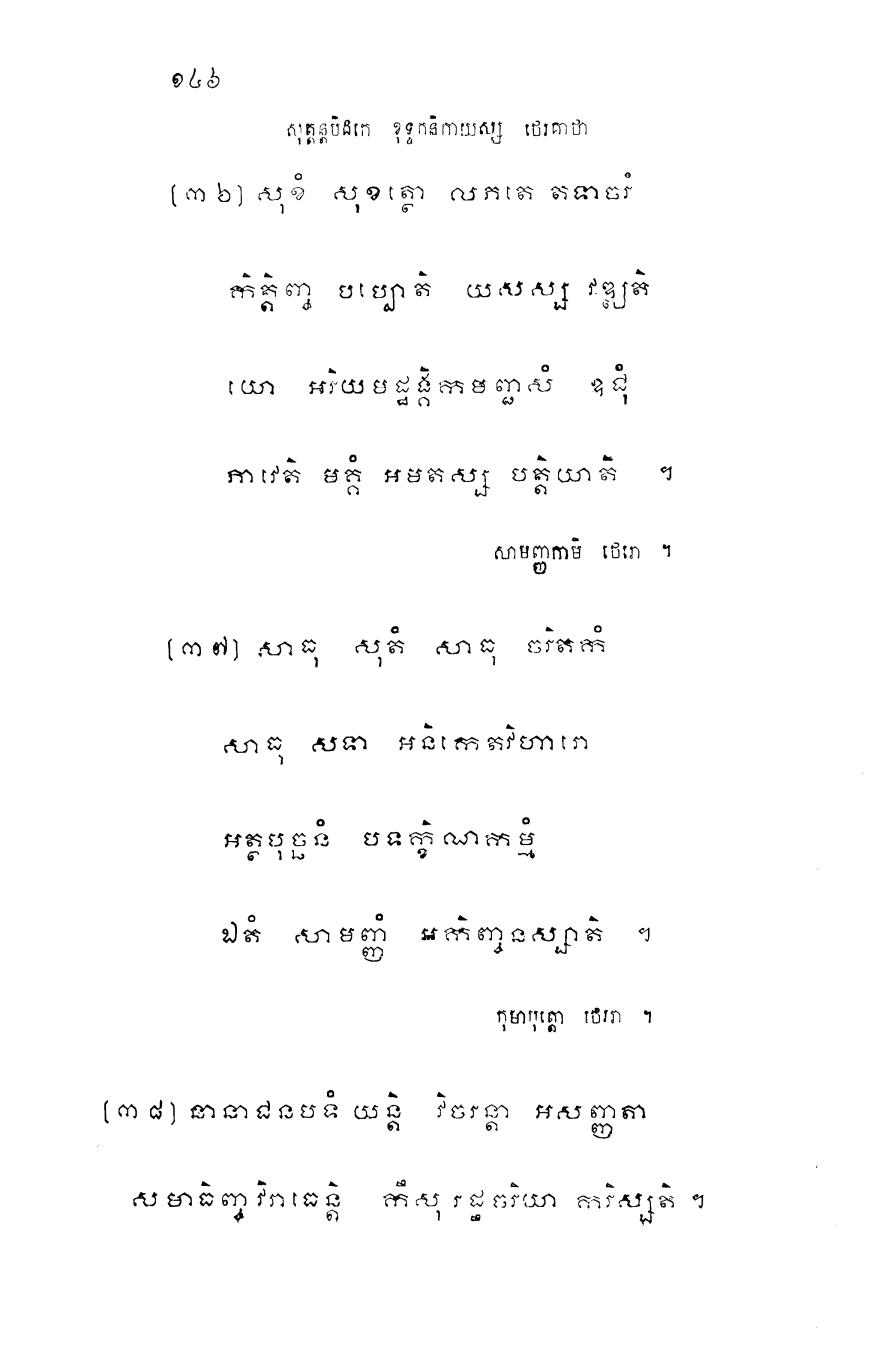 ១៤៦
សុត្តន្តបិដកេ ខុទ្ទកនិកាយស្ស ថេរគាថា
(៣៦) សុខំ សុខត្ថោ លភតេ តទាចរំ
កិត្តិញ្ច បប្បោតិ យសស្ស វឌ្ឍតិ
យោ អរិយមដ្ឋង្គិកមញ្ជសំ ឧជុំ
ភាវេតិ មគ្គំ អមតស្ស បត្តិយាតិ ។
សាមញ្ញកានិ ថេរោ ។
(៣៧) សាធុ សុតំ សាធុ ចរិតកំ
សាធុ សទា អនិកេតវិហារោ
អត្ថបុច្ឆនំ បទក្ខិណកម្មំ
ឯតំ សាមញ្ញំ អកិញ្ចនស្សាតិ ។
កុមាបុត្តោ ថេរោ ។
(៣៨) នានាជនបទំ យន្តិ វិចរន្តា អសញ្ញតា
សមាធិញ្ច វិរាធេន្តិ កឹសុ រដ្ឋចរិយា ករិស្សតិ ។